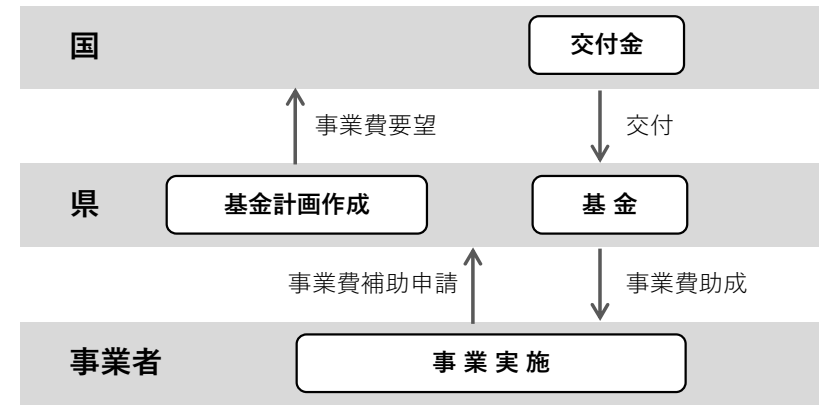 国
交付金
事業費要望
交付
県
基金計画作成
基 金
事業費補助申請
事業費助成
事業者
事 業 実 施